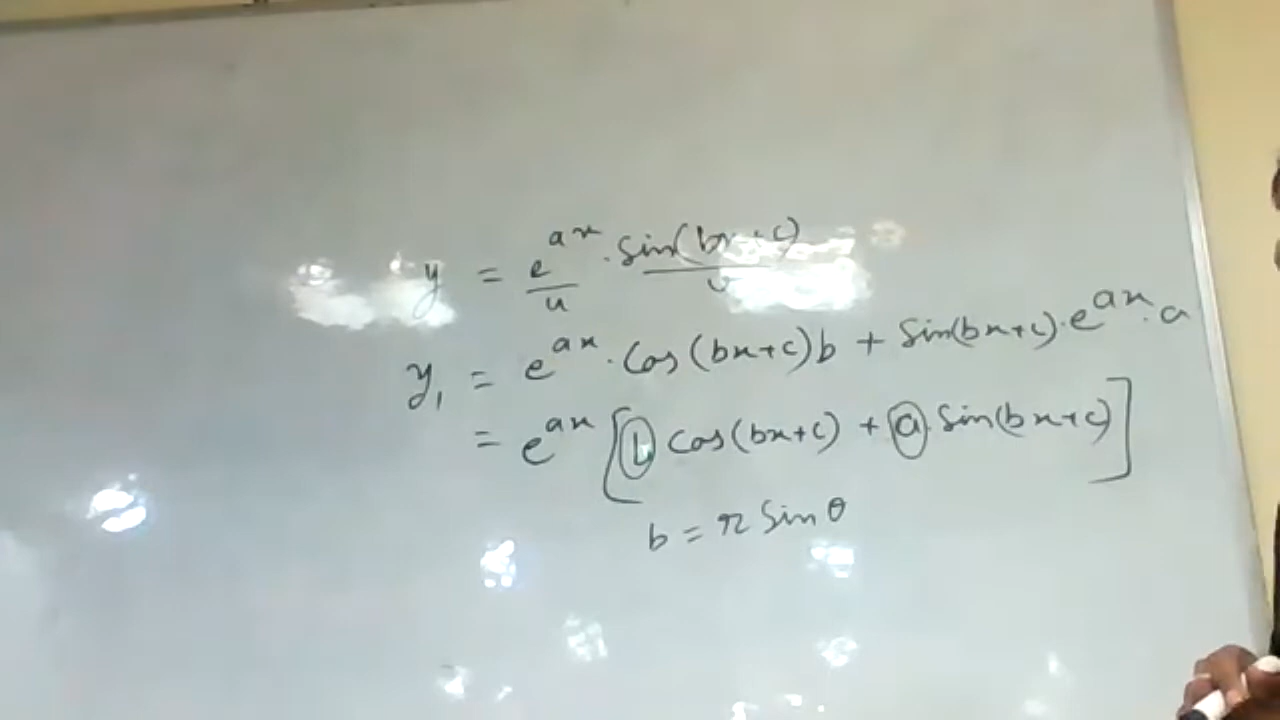 y = e^{ax} . sin(bx+c)
u v
y₁ = e^{ax} . Cos(bx+c)b + Sin(bx+c).e^{ax}.a
= e^{ax} [b Cos(bx+c) + a Sin(bx+c)]
b = r Sin θ